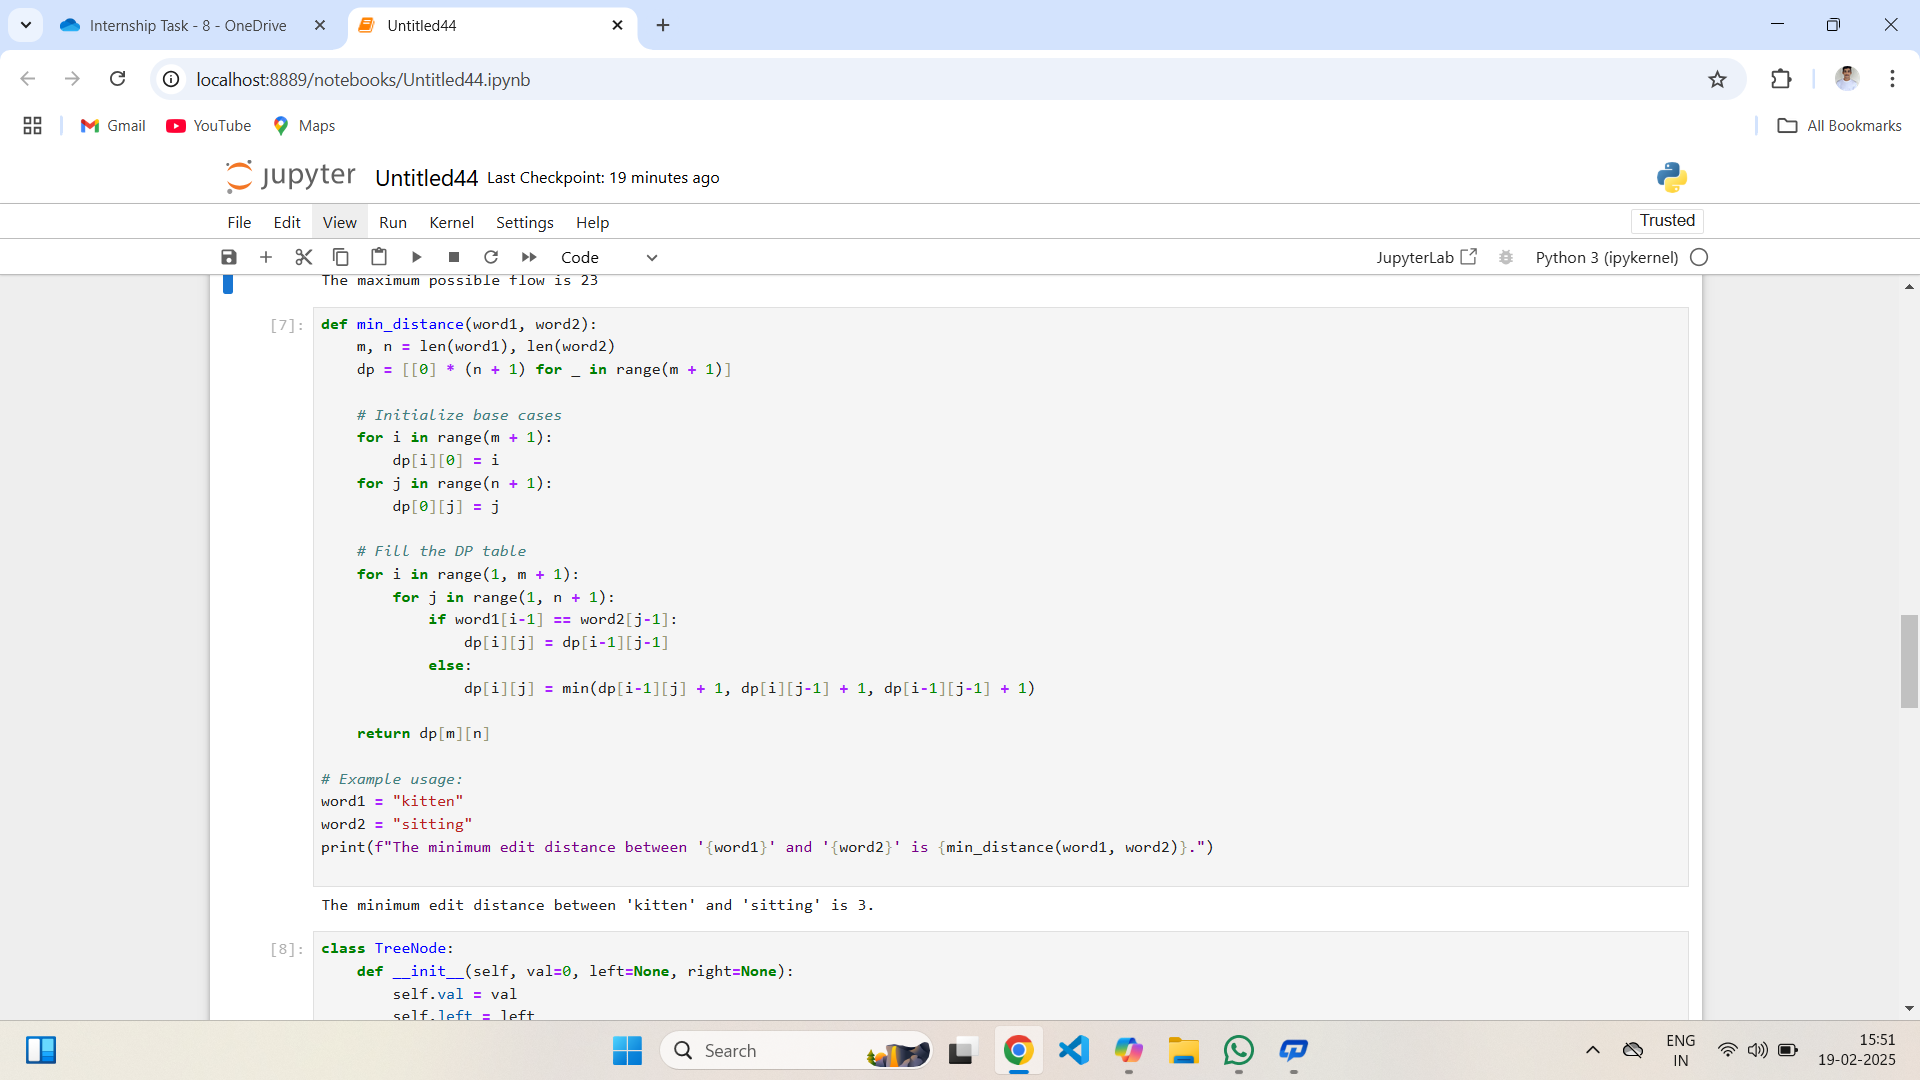 Internship Task - 8 - OneDrive
Untitled44
localhost:8889/notebooks/Untitled44.ipynb
Gmail YouTube Maps All Bookmarks
jupyter Untitled44 Last Checkpoint: 19 minutes ago
File Edit View Run Kernel Settings Help Trusted
Code JupyterLab Python 3 (ipykernel)
The maximum possible flow is 23
[7]: def min_distance(word1, word2):
    m, n = len(word1), len(word2)
    dp = [[0] * (n + 1) for _ in range(m + 1)]
    # Initialize base cases
    for i in range(m + 1):
        dp[i][0] = i
    for j in range(n + 1):
        dp[0][j] = j
    # Fill the DP table
    for i in range(1, m + 1):
        for j in range(1, n + 1):
            if word1[i-1] == word2[j-1]:
                dp[i][j] = dp[i-1][j-1]
            else:
                dp[i][j] = min(dp[i-1][j] + 1, dp[i][j-1] + 1, dp[i-1][j-1] + 1)
    return dp[m][n]
# Example usage:
word1 = "kitten"
word2 = "sitting"
print(f"The minimum edit distance between '{word1}' and '{word2}' is {min_distance(word1, word2)}.")
The minimum edit distance between 'kitten' and 'sitting' is 3.
[8]: class TreeNode:
    def __init__(self, val=0, left=None, right=None):
        self.val = val
        self.left = left
Search
ENG
IN
15:51
19-02-2025